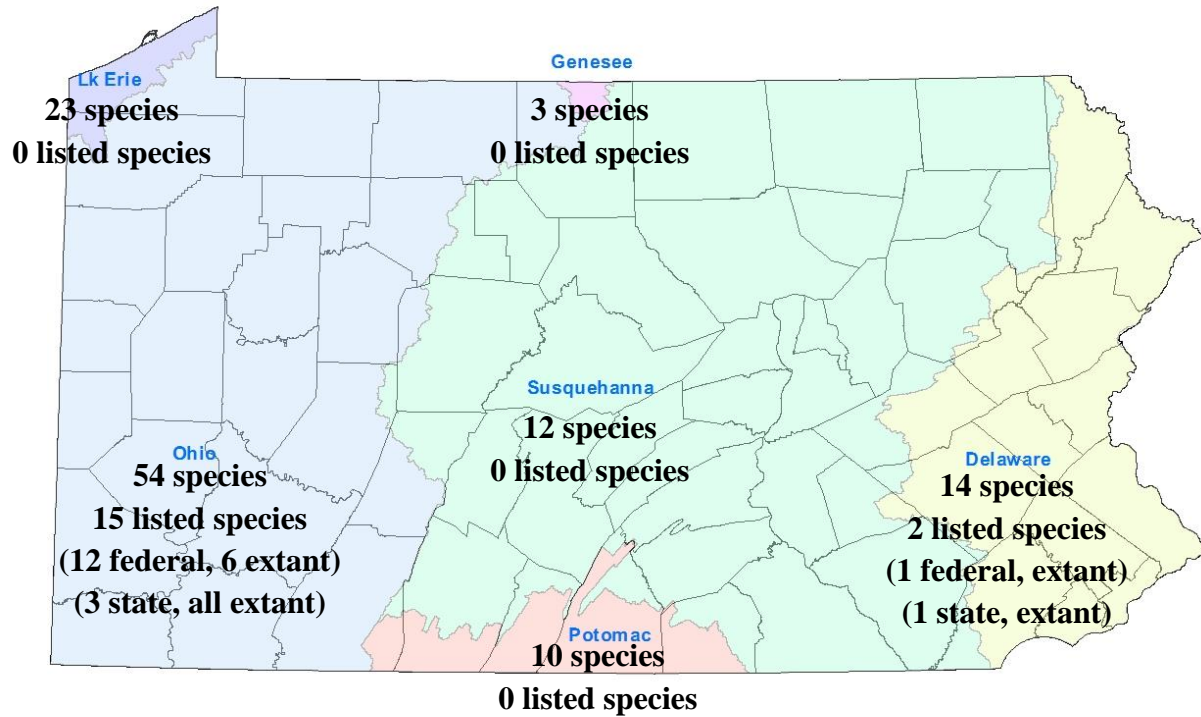 Lk Erie
23 species
0 listed species
Genesee
3 species
0 listed species
Susquehanna
12 species
0 listed species
Ohio
54 species
15 listed species
(12 federal, 6 extant)
(3 state, all extant)
Delaware
14 species
2 listed species
(1 federal, extant)
(1 state, extant)
Potomac
10 species
0 listed species